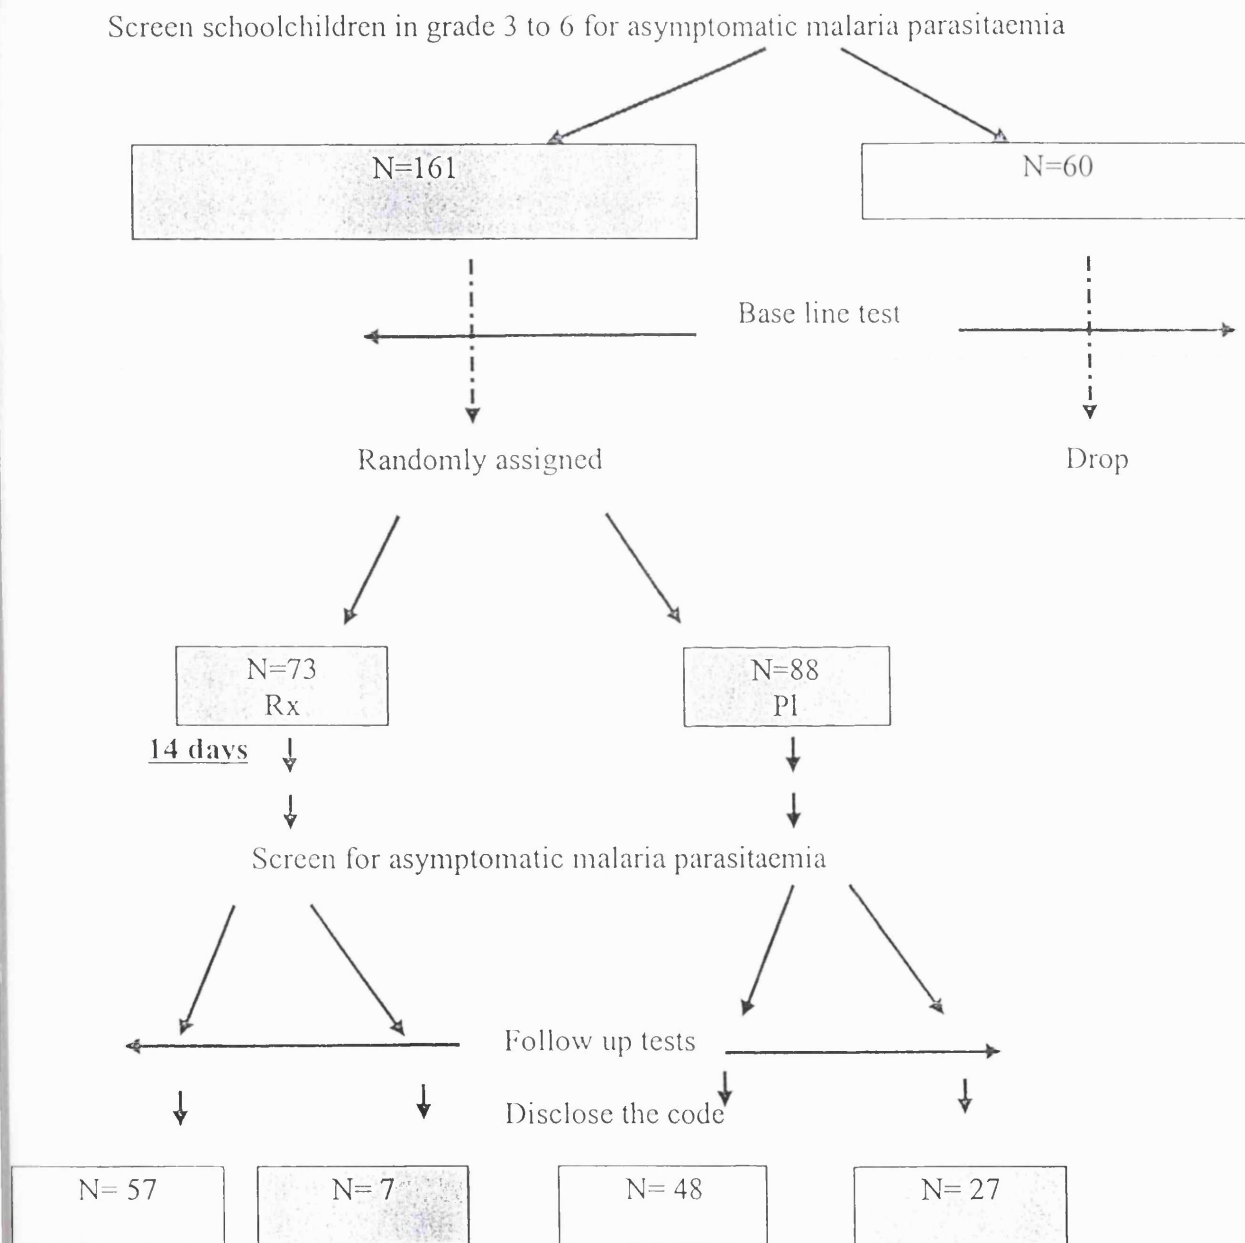 Screen schoolchildren in grade 3 to 6 for asymptomatic malaria parasitaemia
N=161
N=60
Base line test
Randomly assigned
Drop
N=73
Rx
N=88
Pl
14 days
Screen for asymptomatic malaria parasitaemia
Follow up tests
Disclose the code
N= 57
N= 7
N= 48
N= 27